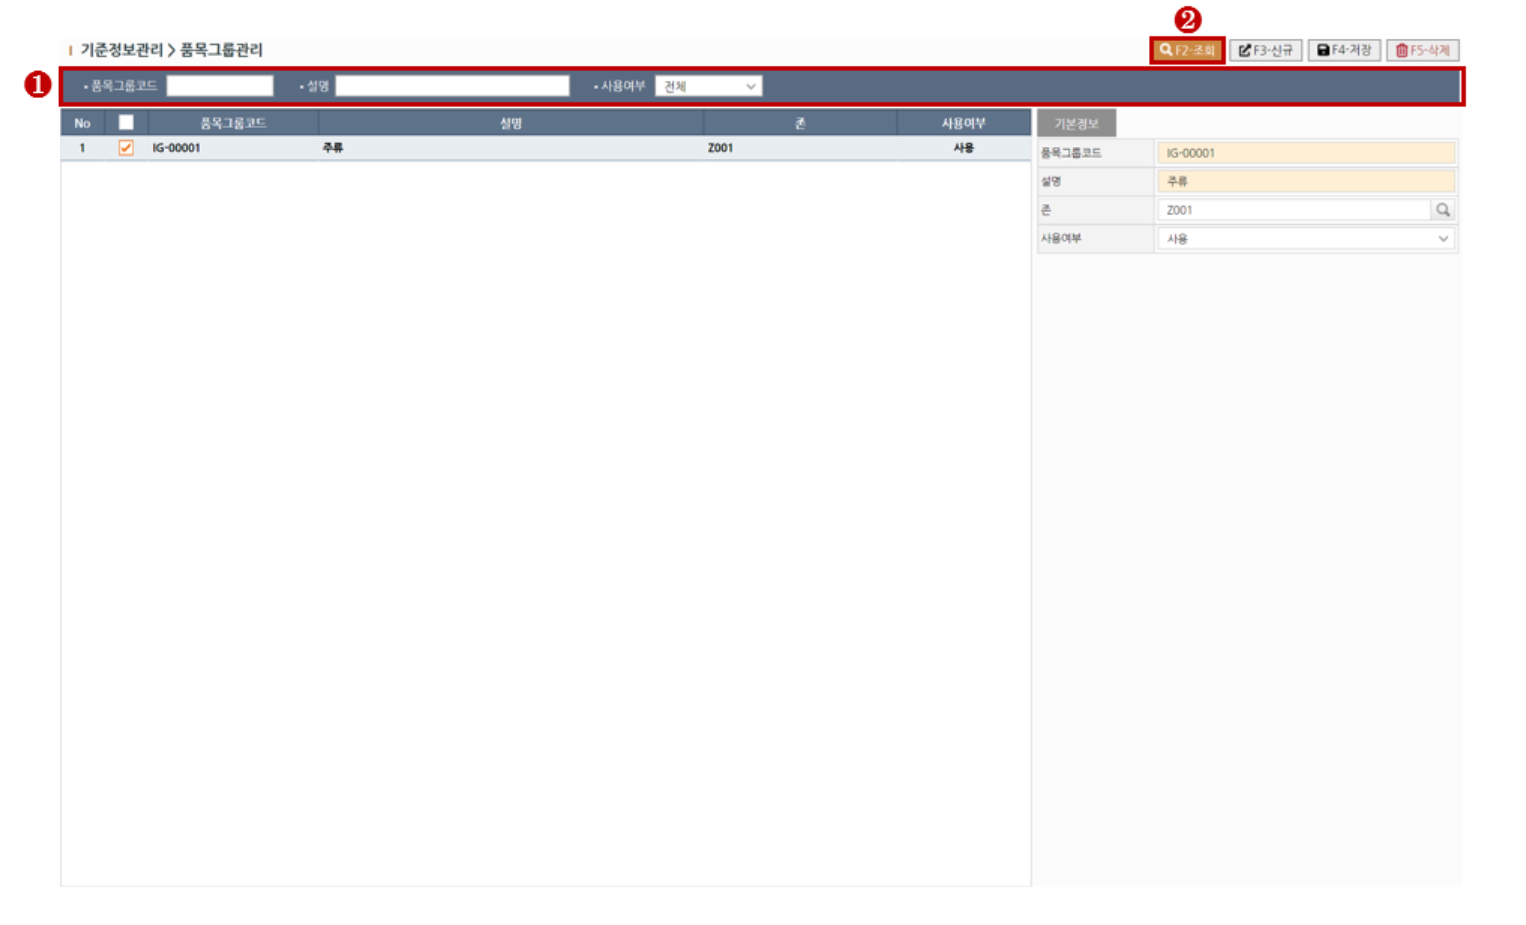 ❷
기준정보관리 > 품목그룹관리
F2-조회 F3-신규 F4-저장 F5-삭제
❶
• 품목그룹코드 • 설명 • 사용여부 전체
No 품목그룹코드 설명 존 사용여부
1 IG-00001 주류 Z001 사용
기본정보
품목그룹코드 IG-00001
설명 주류
존 Z001
사용여부 사용